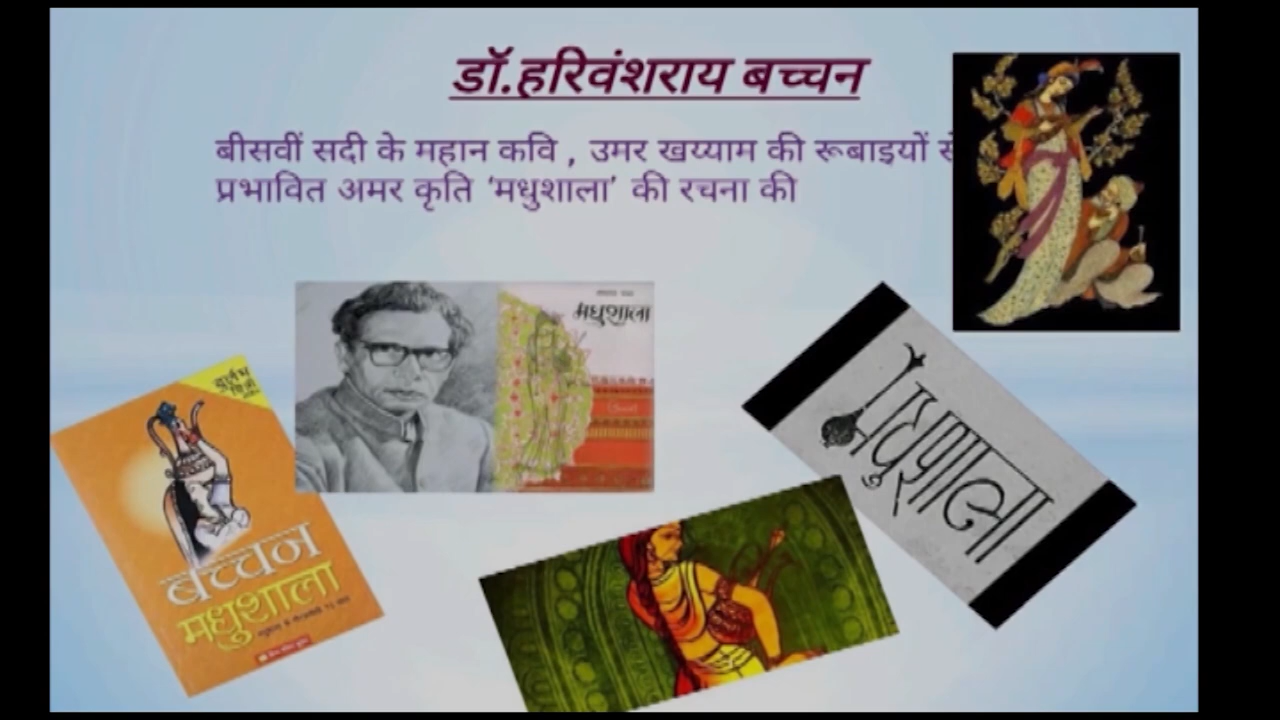 डॉ.हरिवंशराय बच्चन
बीसवीं सदी के महान कवि , उमर खय्याम की रूबाइयों से
प्रभावित अमर कृति ‘मधुशाला’ की रचना की
मधुशाला
मधुशाला
दुर्लभ
बच्चन
मधुशाला